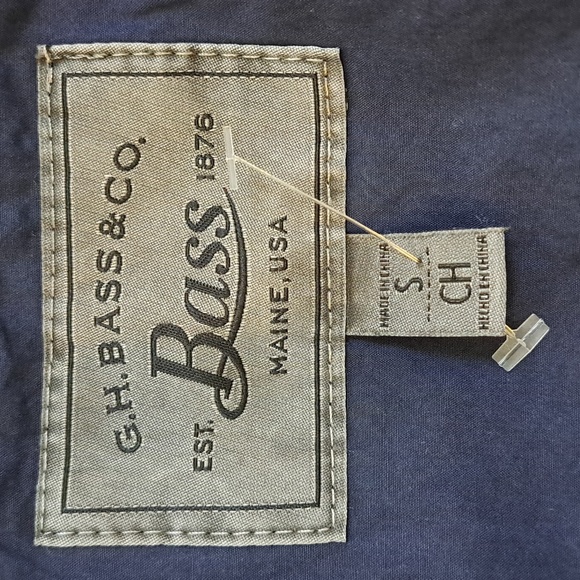 G.H. BASS & CO.
EST. Bass 1876
MAINE, USA
MADE IN CHINA
S
CH
HECHO EN CHINA